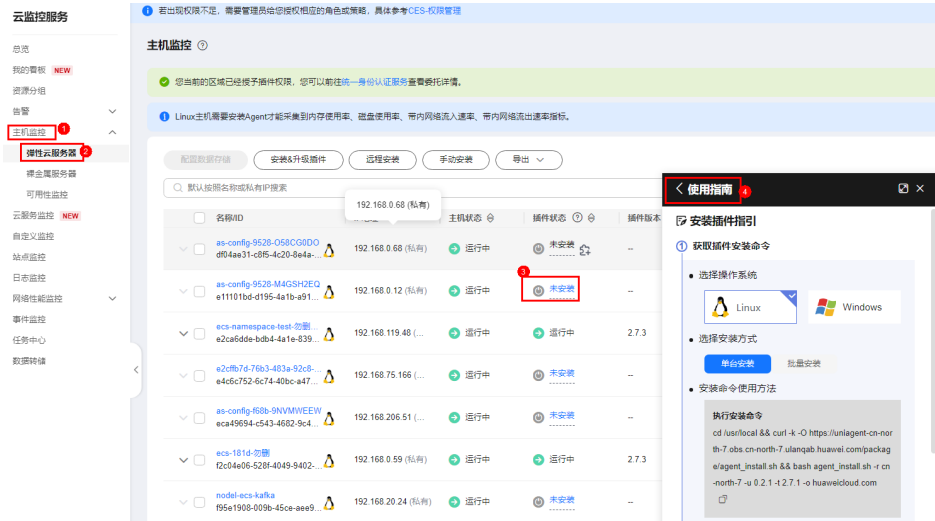 云监控服务
总览
我的看板 NEW
资源分组
告警
主机监控 1
弹性云服务器 2
裸金属服务器
可用性监控
云服务监控 NEW
自定义监控
站点监控
日志监控
网络性能监控
事件监控
任务中心
数据转储
若出现权限不足，需要管理员给您授权相应的角色或策略，具体参考CES-权限管理
主机监控
您当前的区域已经授予插件权限，您可以前往统一身份认证服务查看委托详情。
Linux主机需要安装Agent才能采集到内存使用率、磁盘使用率、带内网络流入速率、带内网络流出速率指标。
配置数据存储 安装&升级插件 远程安装 手动安装 导出
默认按照名称或私有IP搜索
192.168.0.68 (私有)
名称/ID 主机状态 插件状态 插件版本
as-config-9528-O58CG0DO
df04ae31-c8f5-4c20-8e4a-... 192.168.0.68 (私有) 运行中 未安装 --
3
as-config-9528-M4GSH2EQ
e11101bd-d195-4a1b-a91... 192.168.0.12 (私有) 运行中 未安装 --
ecs-namespace-test-勿删...
e2ca6dde-bdb4-4a1e-839... 192.168.119.48 (... 运行中 运行中 2.7.3
e2cffb7d-76b3-483a-92c8-...
e4c6c752-6c74-40bc-a47... 192.168.75.166 (... 运行中 未安装 --
as-config-f68b-9NVMWEEW
eca49694-c543-4682-9c4... 192.168.206.51 (... 运行中 未安装 --
ecs-181d-勿删
f2c04e06-528f-4049-9402-... 192.168.0.59 (私有) 运行中 运行中 2.7.3
nodel-ecs-kafka
f95e1908-009b-45ce-aee9... 192.168.20.24 (私有) 运行中 未安装 --
使用指南 4
安装插件指引
1 获取插件安装命令
选择操作系统
Linux Windows
选择安装方式
单台安装 批量安装
安装命令使用方法
执行安装命令
cd /usr/local && curl -k -O https://uniagent-cn-nor
th-7.obs.cn-north-7.ulanqab.huawei.com/packag
e/agent_install.sh && bash agent_install.sh -r cn
-north-7 -u 0.2.1 -t 2.7.1 -o huaweicloud.com